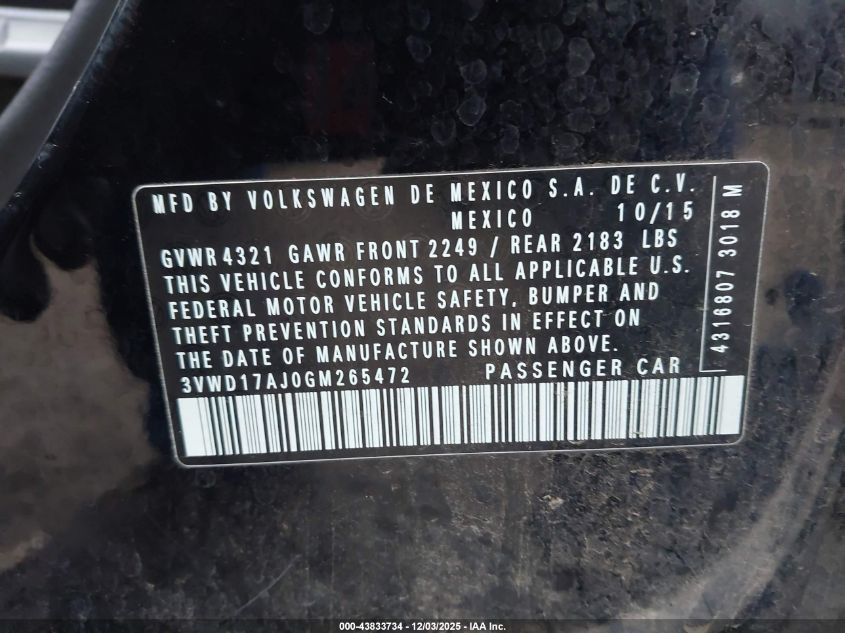 MFD BY VOLKSWAGEN DE MEXICO S.A. DE C.V.
MEXICO 10/15
GVWR 4321 GAWR FRONT 2249 / REAR 2183 LBS
THIS VEHICLE CONFORMS TO ALL APPLICABLE U.S.
FEDERAL MOTOR VEHICLE SAFETY, BUMPER AND
THEFT PREVENTION STANDARDS IN EFFECT ON
THE DATE OF MANUFACTURE SHOWN ABOVE.
3VWD17AJ0GM265472 PASSENGER CAR
4316807 3018 M
000-43833734 - 12/03/2025 - IAA Inc.